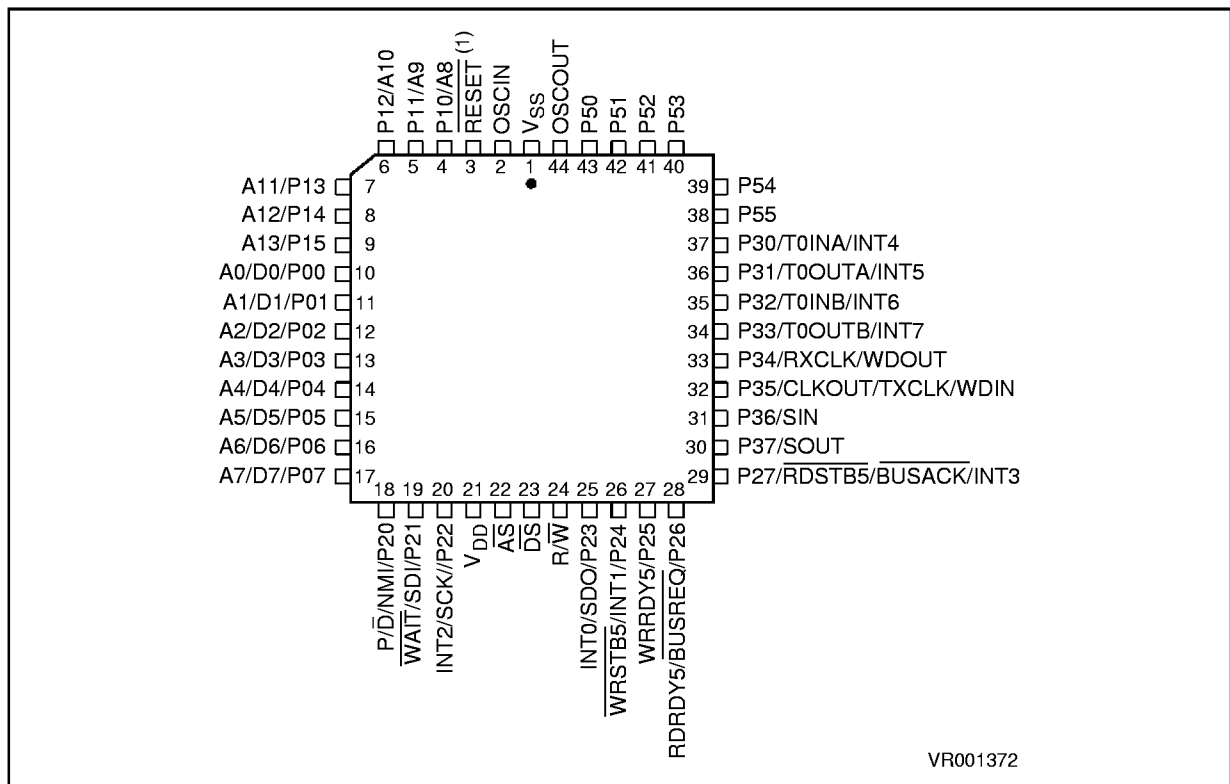 P12/A10
P11/A9
P10/A8
RESET (1)
OSCIN
VSS
OSCOUT
P50
P51
P52
P53
6 5 4 3 2 1 44 43 42 41 40
A11/P13 7
A12/P14 8
A13/P15 9
A0/D0/P00 10
A1/D1/P01 11
A2/D2/P02 12
A3/D3/P03 13
A4/D4/P04 14
A5/D5/P05 15
A6/D6/P06 16
A7/D7/P07 17
39 P54
38 P55
37 P30/T0INA/INT4
36 P31/T0OUTA/INT5
35 P32/T0INB/INT6
34 P33/T0OUTB/INT7
33 P34/RXCLK/WDOUT
32 P35/CLKOUT/TXCLK/WDIN
31 P36/SIN
30 P37/SOUT
29 P27/RDSTB5/BUSACK/INT3
18 19 20 21 22 23 24 25 26 27 28
P/D/NMI/P20
WAIT/SDI/P21
INT2/SCK//P22
VDD
AS
DS
R/W
INT0/SDO/P23
WRSTB5/INT1/P24
WRRDY5/P25
RDRDY5/BUSREQ/P26
VR001372